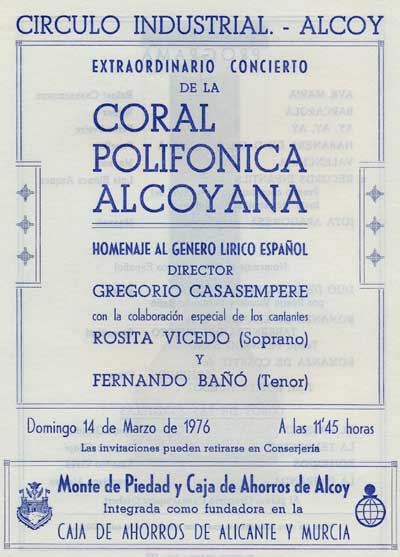 CIRCULO INDUSTRIAL. - ALCOY
EXTRAORDINARIO CONCIERTO
DE LA
CORAL
POLIFONICA
ALCOYANA
HOMENAJE AL GENERO LIRICO ESPAÑOL
DIRECTOR
GREGORIO CASASEMPERE
con la colaboración especial de los cantantes
ROSITA VICEDO (Soprano)
Y
FERNANDO BAÑÓ (Tenor)
Domingo 14 de Marzo de 1976 A las 11'45 horas
Las invitaciones pueden retirarse en Conserjería
Monte de Piedad y Caja de Ahorros de Alcoy
Integrada como fundadora en la
CAJA DE AHORROS DE ALICANTE Y MURCIA